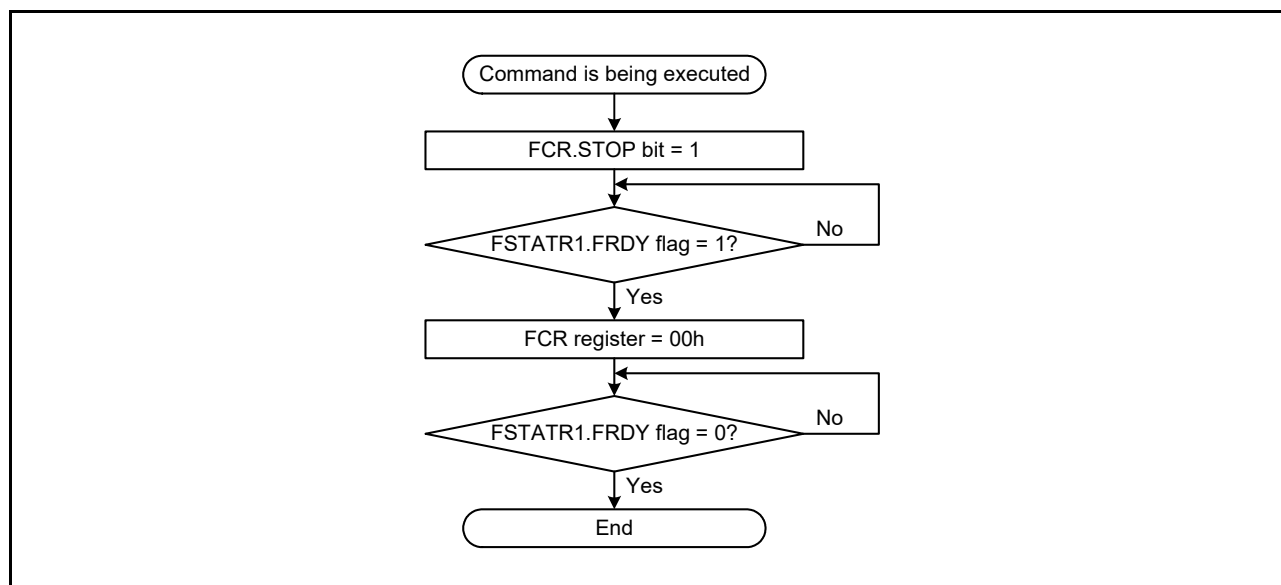 Command is being executed
FCR.STOP bit = 1
FSTATR1.FRDY flag = 1?
No
Yes
FCR register = 00h
FSTATR1.FRDY flag = 0?
No
Yes
End